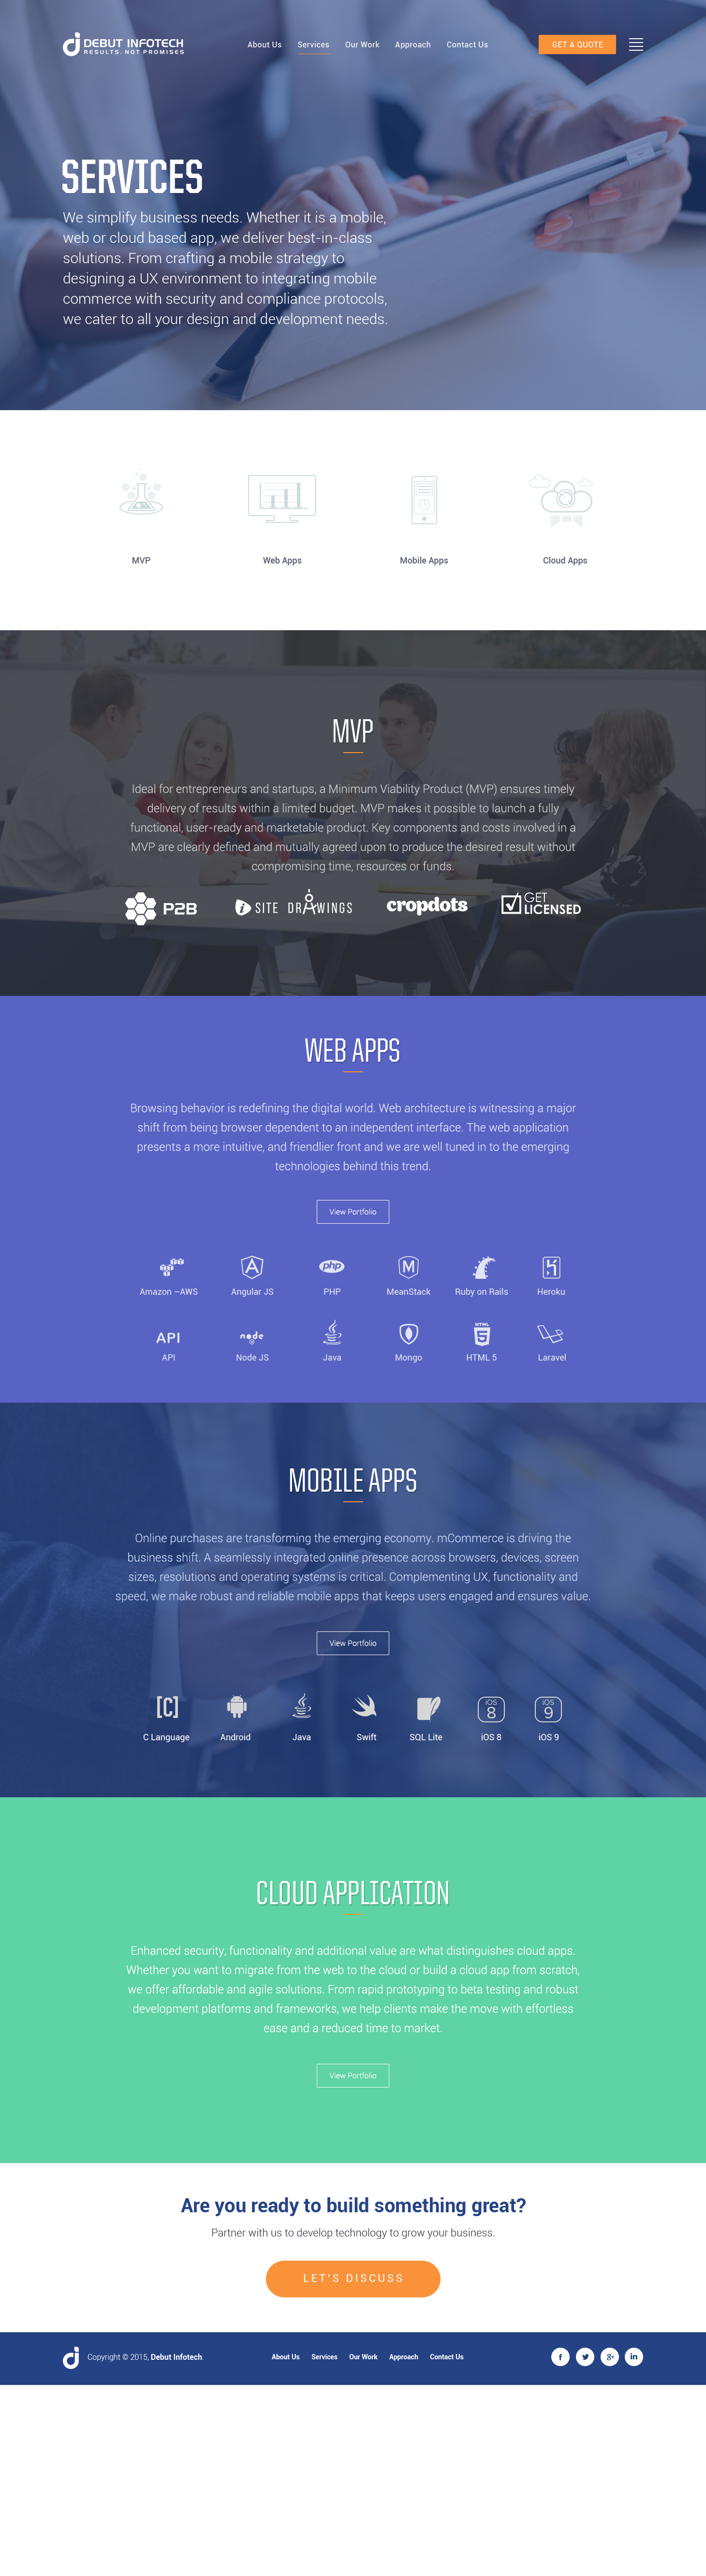 DEBUT INFOTECH
RESULTS. NOT PROMISES
About Us Services Our Work Approach Contact Us
GET A QUOTE
SERVICES
We simplify business needs. Whether it is a mobile,
web or cloud based app, we deliver best-in-class
solutions. From crafting a mobile strategy to
designing a UX environment to integrating mobile
commerce with security and compliance protocols,
we cater to all your design and development needs.
MVP Web Apps Mobile Apps Cloud Apps
MVP
Ideal for entrepreneurs and startups, a Minimum Viability Product (MVP) ensures timely
delivery of results within a limited budget. MVP makes it possible to launch a fully
functional, user-ready and marketable product. Key components and costs involved in a
MVP are clearly defined and mutually agreed upon to produce the desired result without
compromising time, resources or funds.
P2B i SITE DRAWINGS cropdots GET LICENSED
WEB APPS
Browsing behavior is redefining the digital world. Web architecture is witnessing a major
shift from being browser dependent to an independent interface. The web application
presents a more intuitive, and friendlier front and we are well tuned in to the emerging
technologies behind this trend.
View Portfolio
A php M
Amazon –AWS Angular JS PHP MeanStack Ruby on Rails Heroku
API node HTML 5
API Node JS Java Mongo HTML 5 Laravel
MOBILE APPS
Online purchases are transforming the emerging economy. mCommerce is driving the
business shift. A seamlessly integrated online presence across browsers, devices, screen
sizes, resolutions and operating systems is critical. Complementing UX, functionality and
speed, we make robust and reliable mobile apps that keeps users engaged and ensures value.
View Portfolio
[C] iOS 8 iOS 9
C Language Android Java Swift SQL Lite iOS 8 iOS 9
CLOUD APPLICATION
Enhanced security, functionality and additional value are what distinguishes cloud apps.
Whether you want to migrate from the web to the cloud or build a cloud app from scratch,
we offer affordable and agile solutions. From rapid prototyping to beta testing and robust
development platforms and frameworks, we help clients make the move with effortless
ease and a reduced time to market.
View Portfolio
Are you ready to build something great?
Partner with us to develop technology to grow your business.
LET'S DISCUSS
Copyright © 2015, Debut Infotech. About Us Services Our Work Approach Contact Us f g+ in